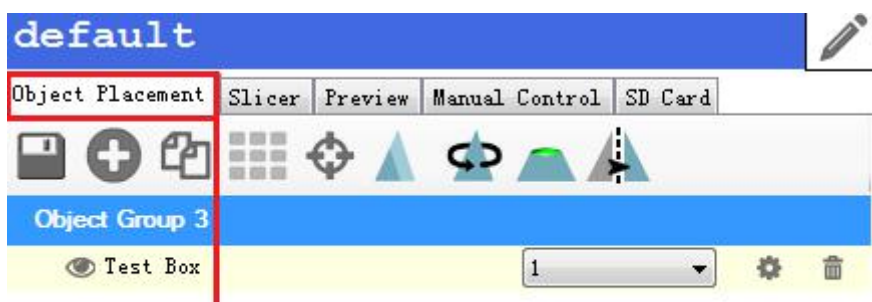 default
Object Placement Slicer Preview Manual Control SD Card
Object Group 3
Test Box 1